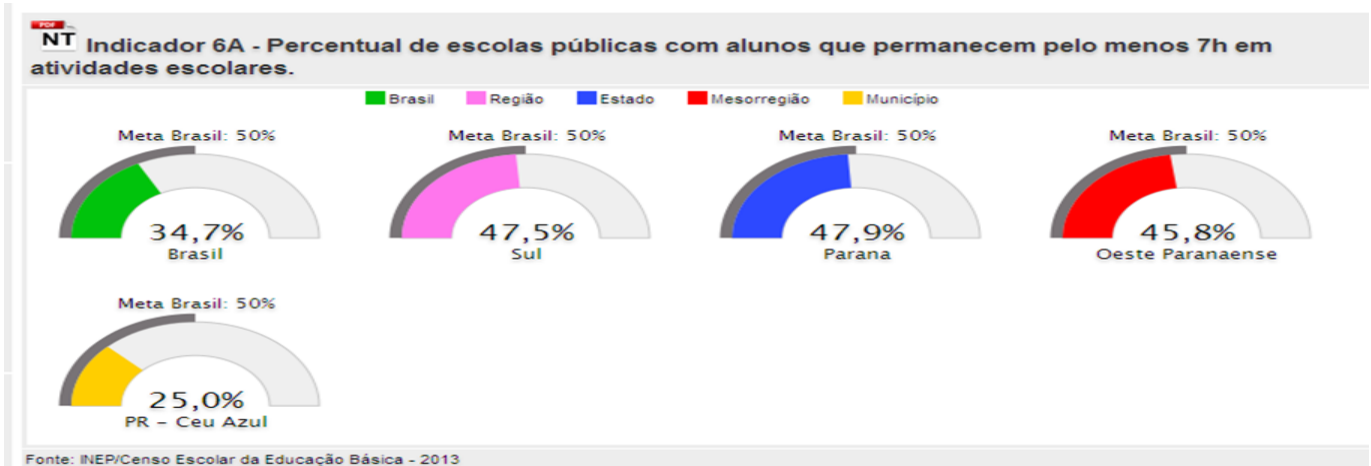 PDF
NT Indicador 6A - Percentual de escolas públicas com alunos que permecem pelo menos 7h em
atividades escolares.
Brasil Região Estado Mesorregião Município
Meta Brasil: 50% Meta Brasil: 50% Meta Brasil: 50% Meta Brasil: 50%
34,7% 47,5% 47,9% 45,8%
Brasil Sul Parana Oeste Paranaense
Meta Brasil: 50%
25,0%
PR – Ceu Azul
Fonte: INEP/Censo Escolar da Educação Básica - 2013